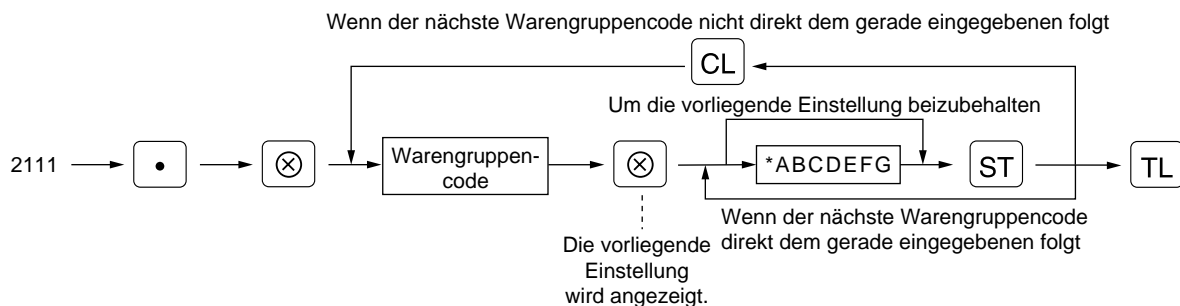 Wenn der nächste Warengruppencode nicht direkt dem gerade eingegebenen folgt
CL
Um die vorliegende Einstellung beizubehalten
2111
•
⊗
Warengruppen-
code
⊗
*ABCDEFG
ST
TL
Wenn der nächste Warengruppencode
direkt dem gerade eingegebenen folgt
Die vorliegende
Einstellung
wird angezeigt.